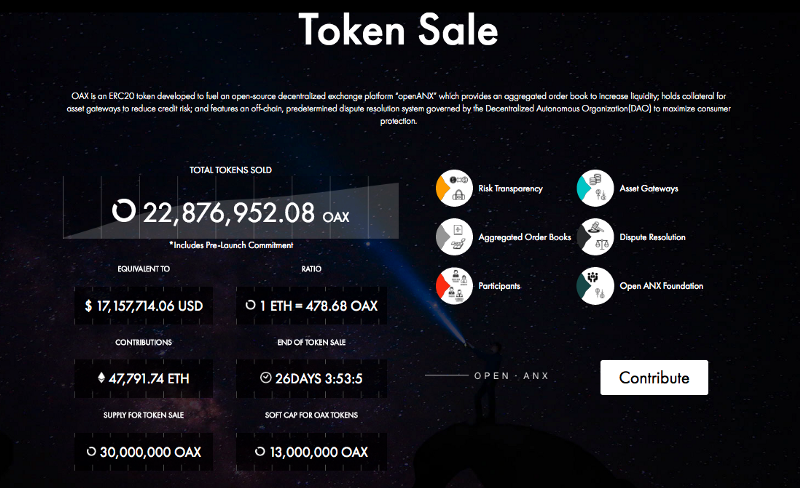 Token Sale
OAX is an ERC20 token developed to fuel an open-source decentralized exchange platform "openANX" which provides an aggregated order book to increase liquidity; holds collateral for
asset gateways to reduce credit risk; and features an off-chain, predetermined dispute resolution system governed by the Decentralized Autonomous Organization(DAO) to maximize consumer
protection.
TOTAL TOKENS SOLD
22,876,952.08 OAX
*Includes Pre-Launch Commitment
EQUIVALENT TO
RATIO
$ 17,157,714.06 USD
1 ETH = 478.68 OAX
CONTRIBUTIONS
END OF TOKEN SALE
47,791.74 ETH
26DAYS 3:53:5
SUPPLY FOR TOKEN SALE
SOFT CAP FOR OAX TOKENS
30,000,000 OAX
13,000,000 OAX
Risk Transparency
Asset Gateways
Aggregated Order Books
Dispute Resolution
Participants
Open ANX Foundation
OPEN · ANX
Contribute